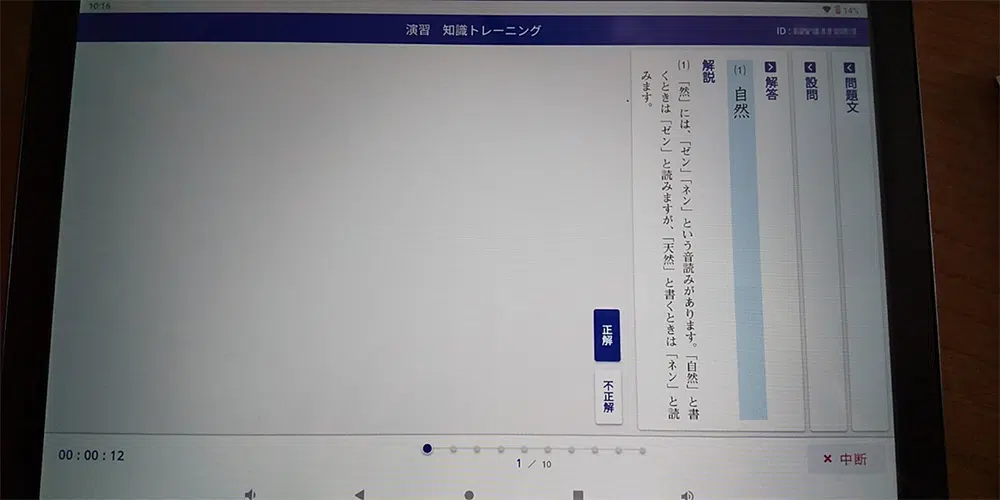 10:16
14%
演習 知識トレーニング
ID:
問題文
設問
解答
(1) 自然
解説
(1) 「然」には、「ゼン」「ネン」という音読みがあります。「自然」と書
くときは「ゼン」と読みますが、「天然」と書くときは「ネン」と読
みます。
正解
不正解
00:00:12
1 / 10
× 中断